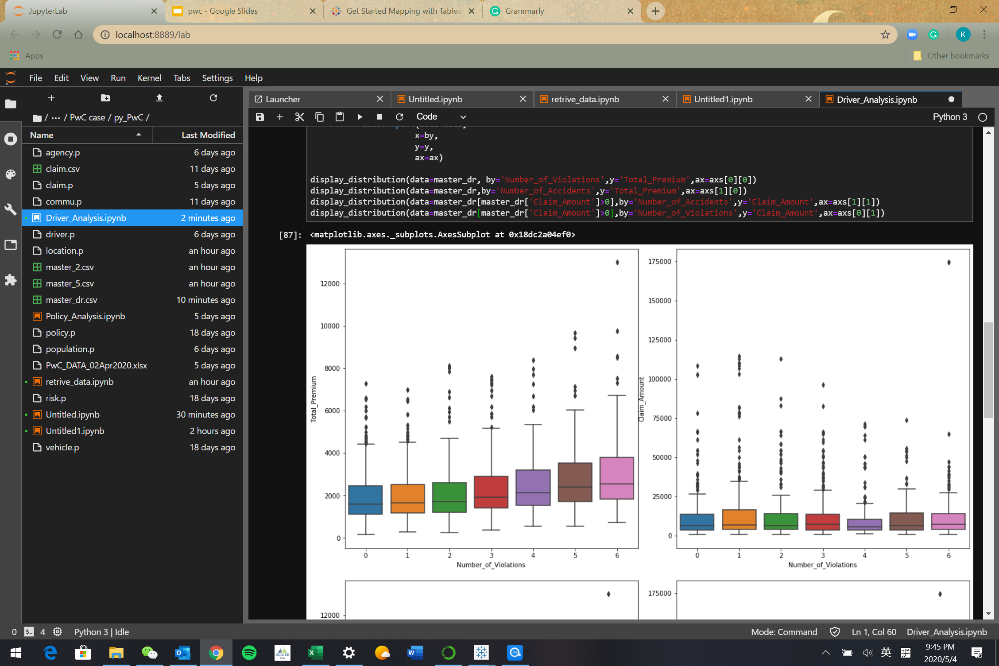 JupyterLab
pwc - Google Slides
Get Started Mapping with Tablea
Grammarly
localhost:8889/lab
K
Apps
Other bookmarks
File Edit View Run Kernel Tabs Settings Help
Launcher
Untitled.ipynb
retrive_data.ipynb
Untitled1.ipynb
Driver_Analysis.ipynb
/ ··· / PwC case / py_PwC /
Code
Python 3
Name Last Modified
agency.p 6 days ago
claim.csv 11 days ago
claim.p 5 days ago
commu.p 11 days ago
Driver_Analysis.ipynb 2 minutes ago
driver.p 6 days ago
location.p an hour ago
master_2.csv an hour ago
master_5.csv an hour ago
master_dr.csv 10 minutes ago
Policy_Analysis.ipynb 5 days ago
policy.p 18 days ago
population.p 6 days ago
PwC_DATA_02Apr2020.xlsx 5 days ago
retrive_data.ipynb an hour ago
risk.p 18 days ago
Untitled.ipynb 30 minutes ago
Untitled1.ipynb 2 hours ago
vehicle.p 18 days ago
x=by,
y=y,
ax=ax)
display_distribution(data=master_dr, by='Number_of_Violations',y='Total_Premium',ax=axs[0][0])
display_distribution(data=master_dr,by='Number_of_Accidents',y='Total_Premium',ax=axs[1][0])
display_distribution(data=master_dr[master_dr['Claim_Amount']>0],by='Number_of_Accidents',y='Claim_Amount',ax=axs[1][1])
display_distribution(data=master_dr[master_dr['Claim_Amount']>0],by='Number_of_Violations',y='Claim_Amount',ax=axs[0][1])
[87]: <matplotlib.axes._subplots.AxesSubplot at 0x18dc2a04ef0>
12000
10000
8000
6000
4000
2000
0
Total_Premium
0 1 2 3 4 5 6
Number_of_Violations
175000
150000
125000
100000
75000
50000
25000
0
Claim_Amount
0 1 2 3 4 5 6
Number_of_Violations
12000
175000
0 $_ 4 Python 3 | Idle
Mode: Command Ln 1, Col 60 Driver_Analysis.ipynb
BECKER
CPA
英
拼
9:45 PM
2020/5/4